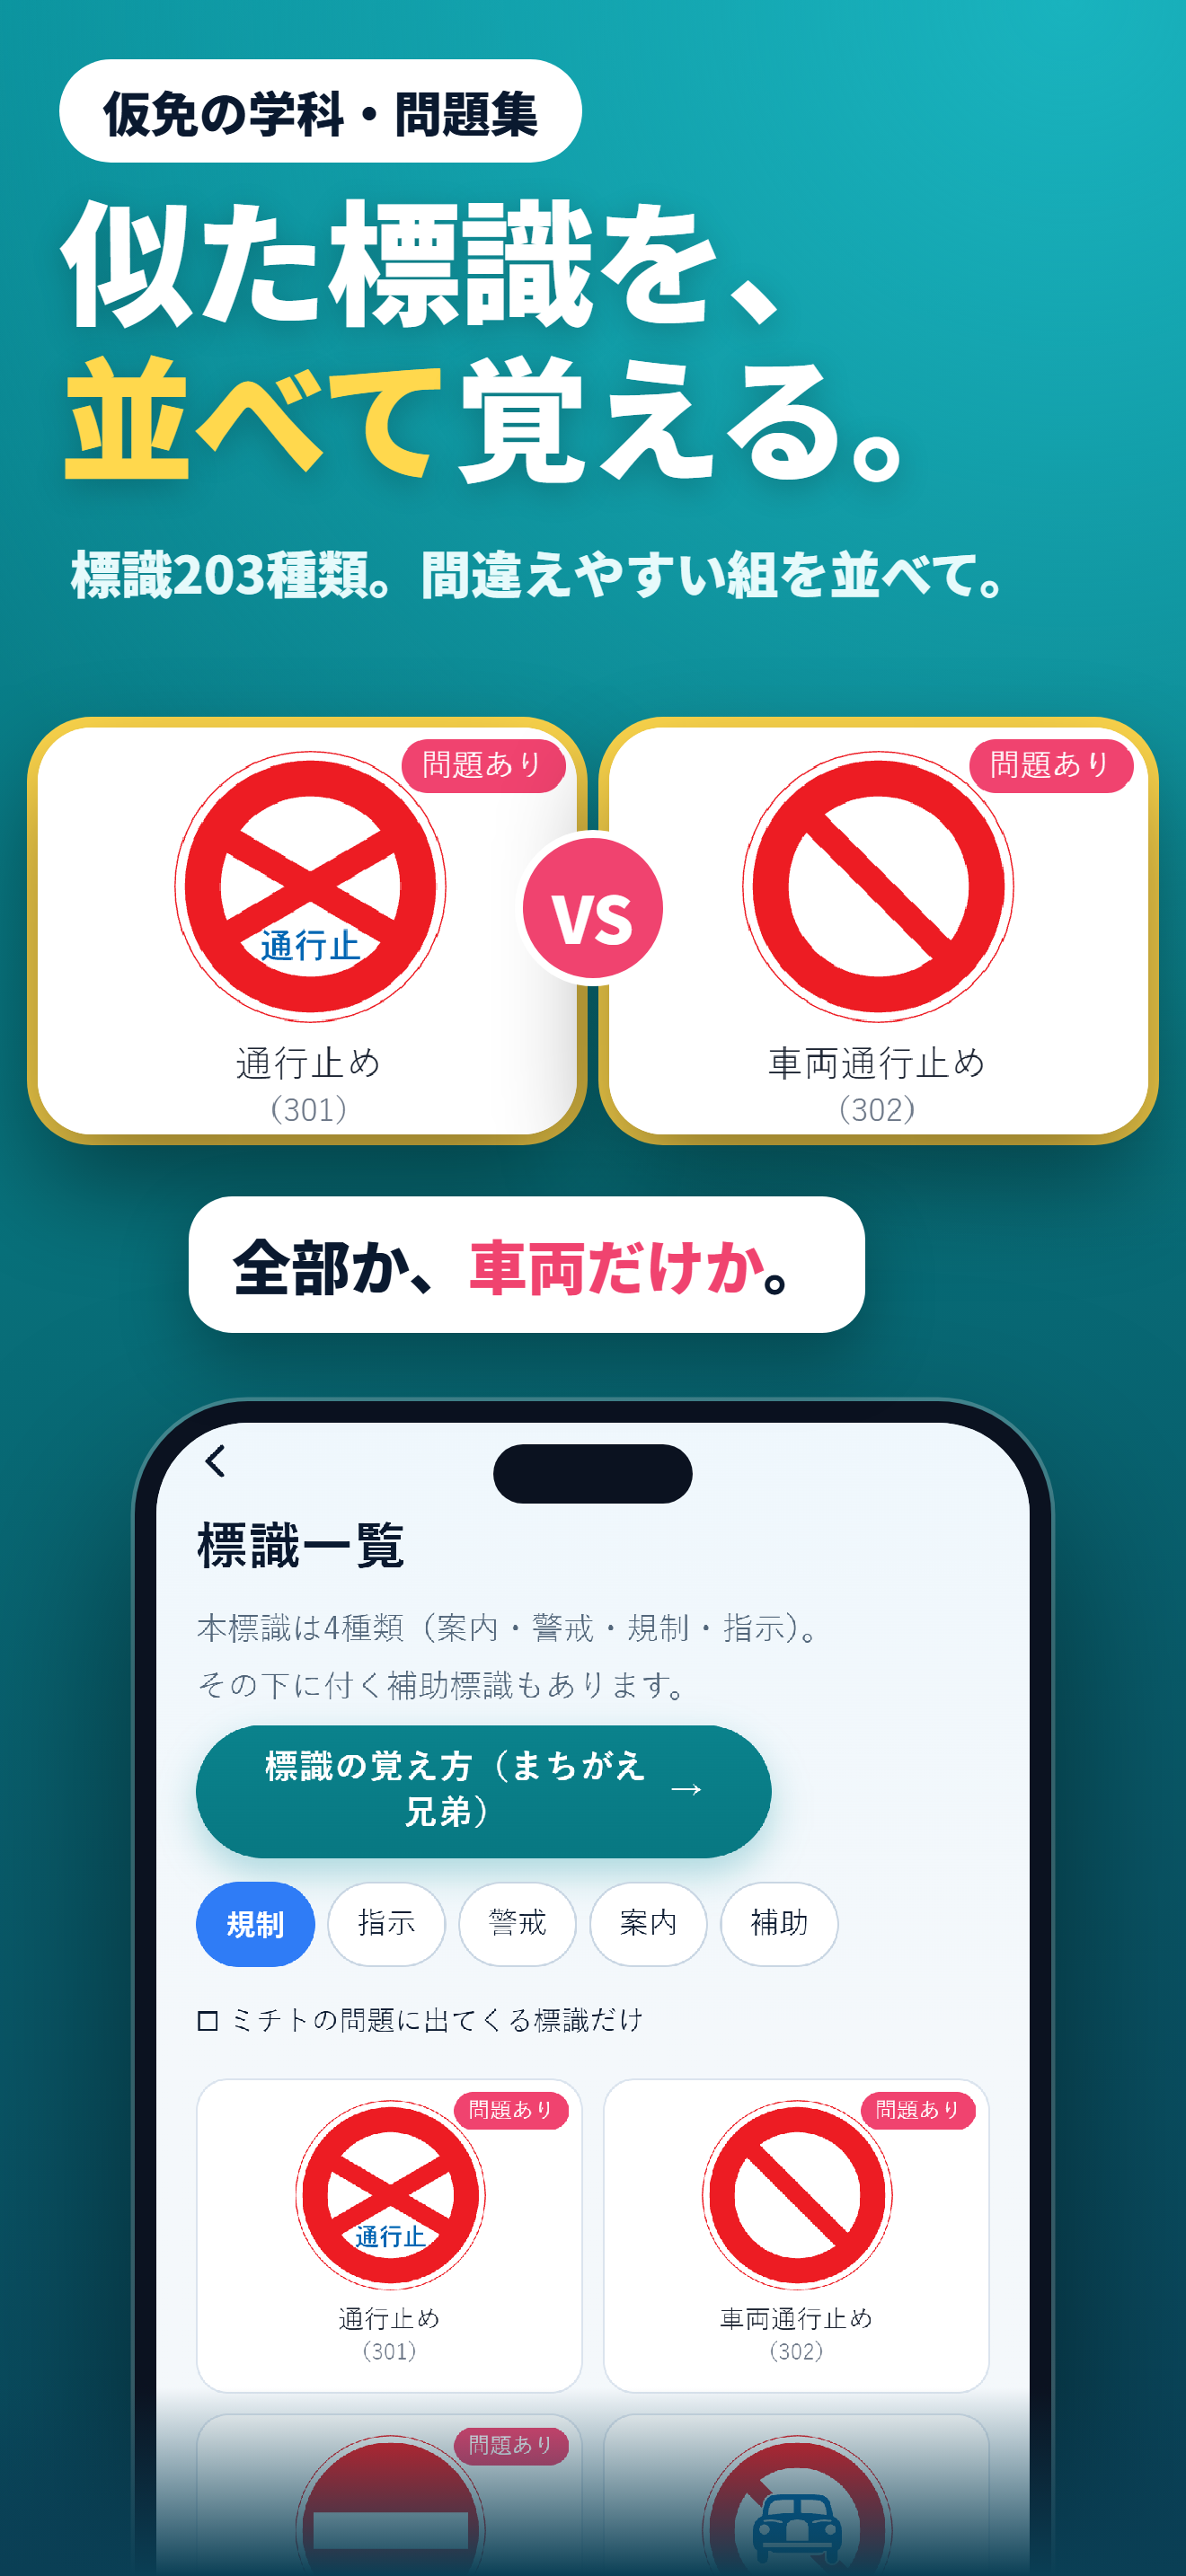 仮免の学科・問題集
似た標識を、
並べて覚える。
標識203種類。間違えやすい組を並べて。
問題あり
問題あり
通行止
VS
通行止め
車両通行止め
(301)
(302)
全部か、車両だけか。
標識一覧
本標識は4種類（案内・警戒・規制・指示）。
その下に付く補助標識もあります。
標識の覚え方（まちがえ
兄弟） →
規制 指示 警戒 案内 補助
ミチトの問題に出てくる標識だけ
問題あり
問題あり
通行止
通行止め
車両通行止め
(301)
(302)
問題あり